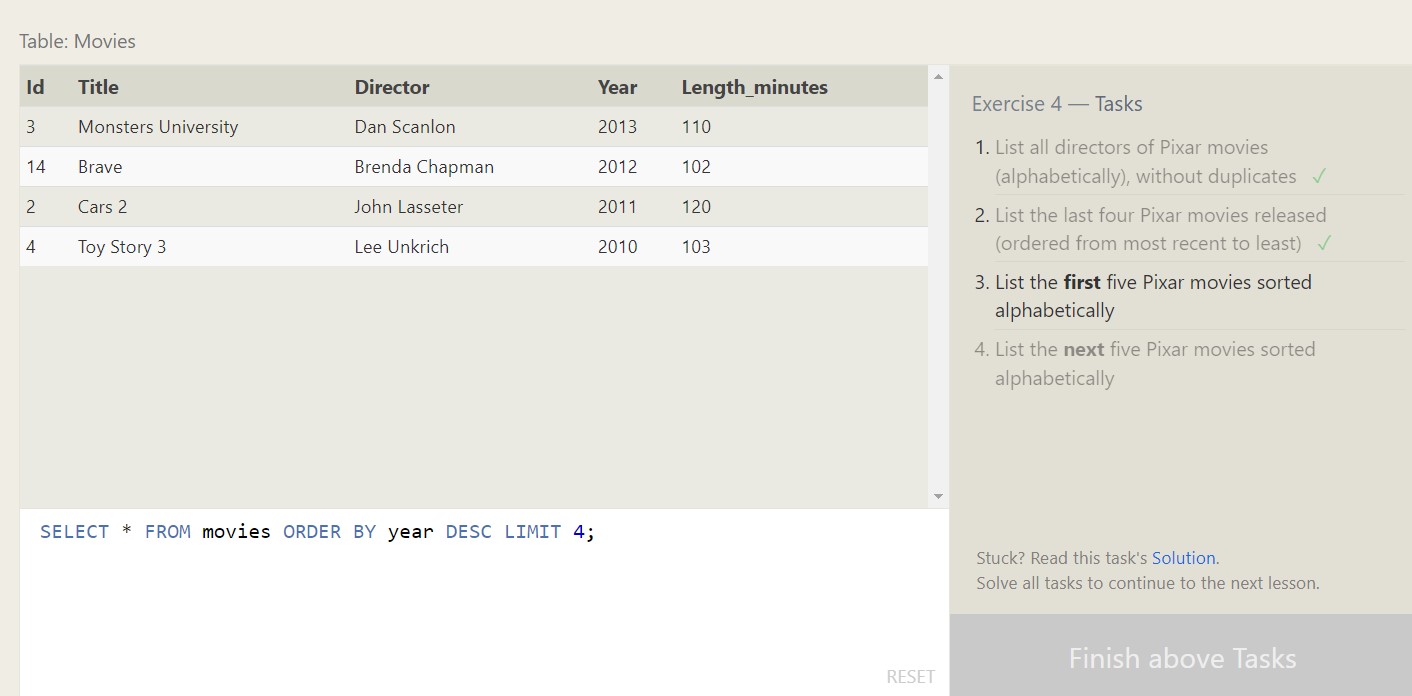 Table: Movies
Id Title Director Year Length_minutes
3 Monsters University Dan Scanlon 2013 110
14 Brave Brenda Chapman 2012 102
2 Cars 2 John Lasseter 2011 120
4 Toy Story 3 Lee Unkrich 2010 103
SELECT * FROM movies ORDER BY year DESC LIMIT 4;
RESET
Exercise 4 — Tasks
1. List all directors of Pixar movies
(alphabetically), without duplicates ✓
2. List the last four Pixar movies released
(ordered from most recent to least) ✓
3. List the first five Pixar movies sorted
alphabetically
4. List the next five Pixar movies sorted
alphabetically
Stuck? Read this task's Solution.
Solve all tasks to continue to the next lesson.
Finish above Tasks